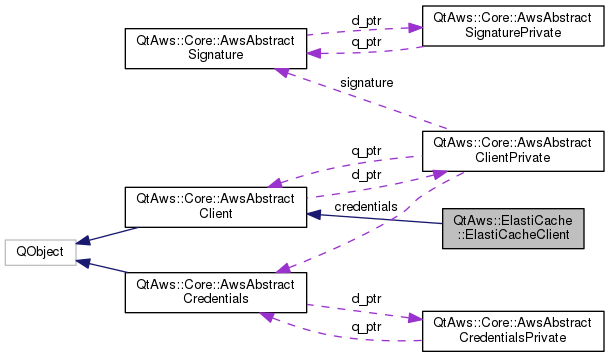 QtAws::Core::AwsAbstract
Signature
d_ptr
q_ptr
QtAws::Core::AwsAbstract
SignaturePrivate
signature
QtAws::Core::AwsAbstract
ClientPrivate
q_ptr
d_ptr
QtAws::Core::AwsAbstract
Client
credentials
QtAws::ElastiCache
::ElastiCacheClient
QObject
QtAws::Core::AwsAbstract
Credentials
d_ptr
q_ptr
QtAws::Core::AwsAbstract
CredentialsPrivate